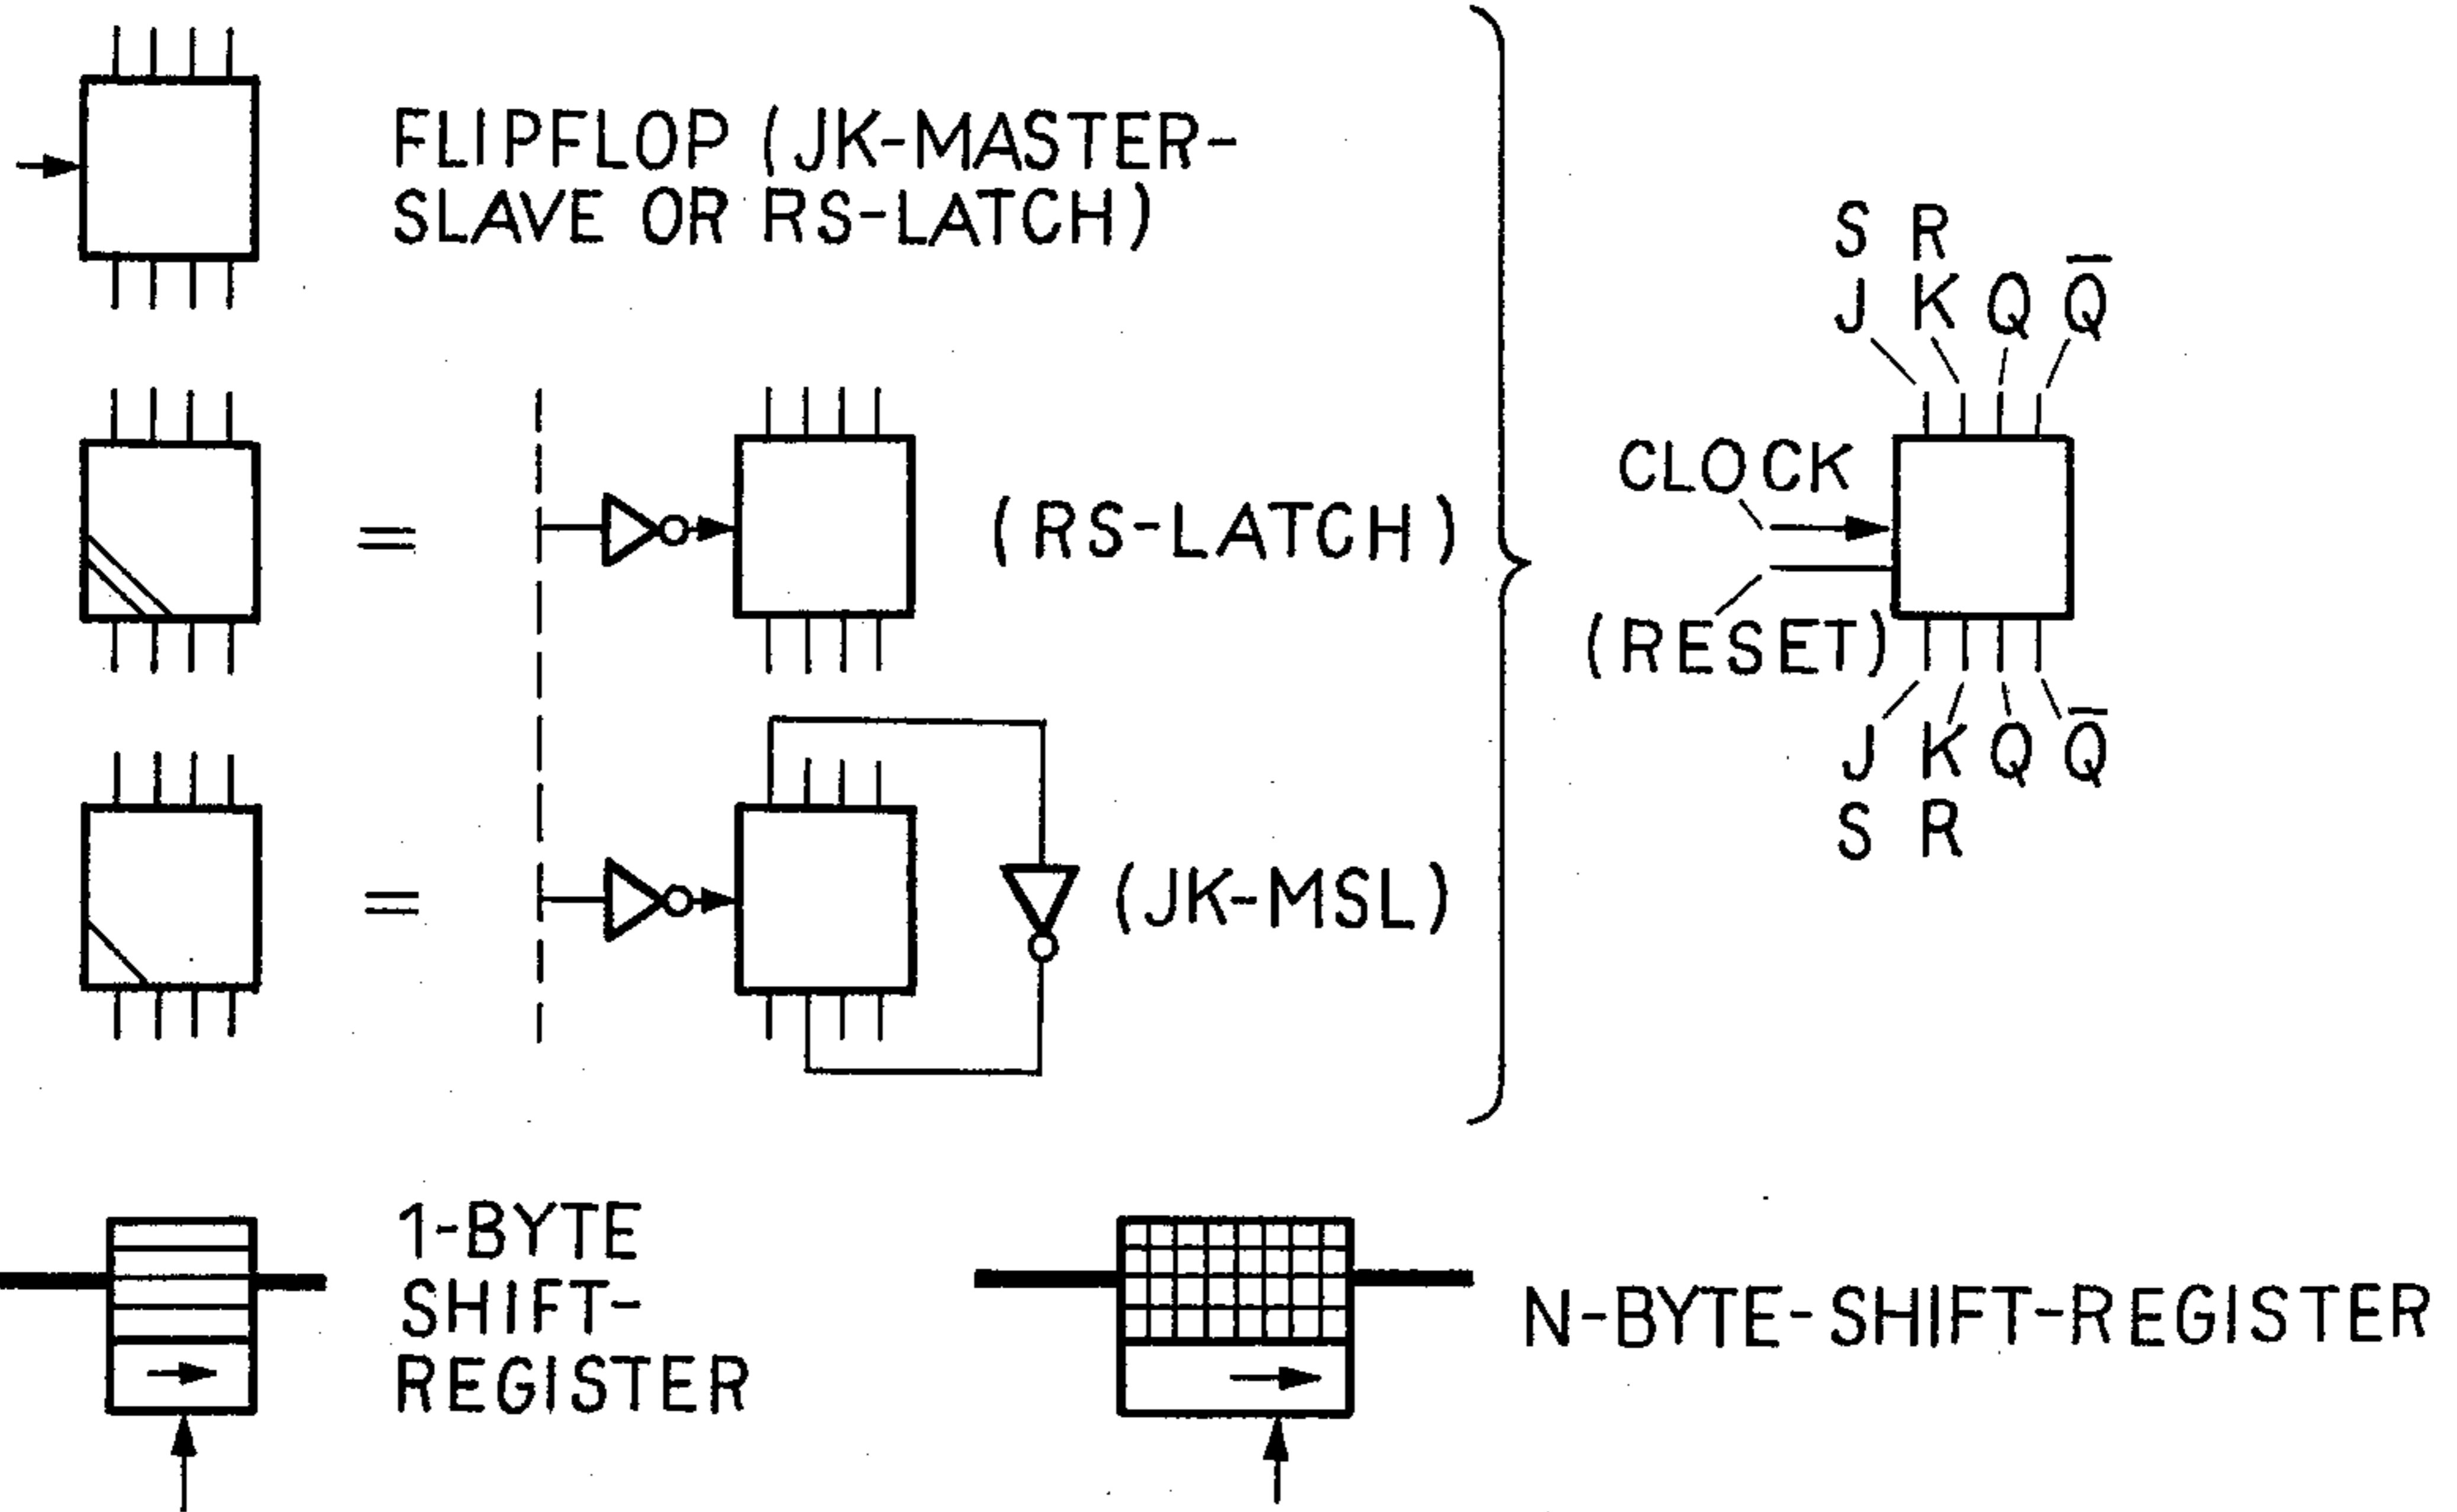 FLIPFLOP (JK-MASTER-
SLAVE OR RS-LATCH)
=
(RS-LATCH)
=
(JK-MSL)
S R
J K Q Q̅
CLOCK
(RESET)
J K Q Q̅
S R
1-BYTE
SHIFT-
REGISTER
N-BYTE-SHIFT-REGISTER